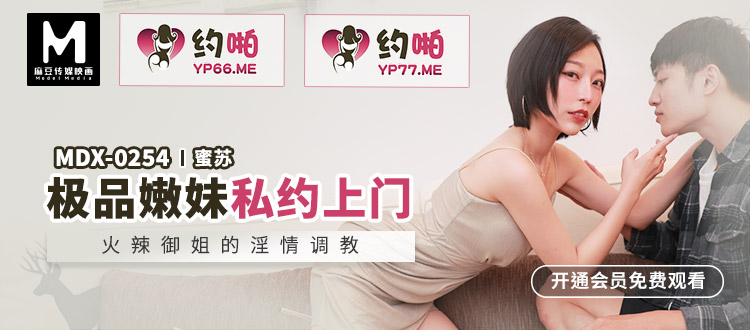 麻豆传媒映画
Model Media
约啪
YP66.ME
约啪
YP77.ME
MDX-0254 | 蜜苏
极品嫩妹私约上门
火辣御姐的淫情调教
开通会员免费观看